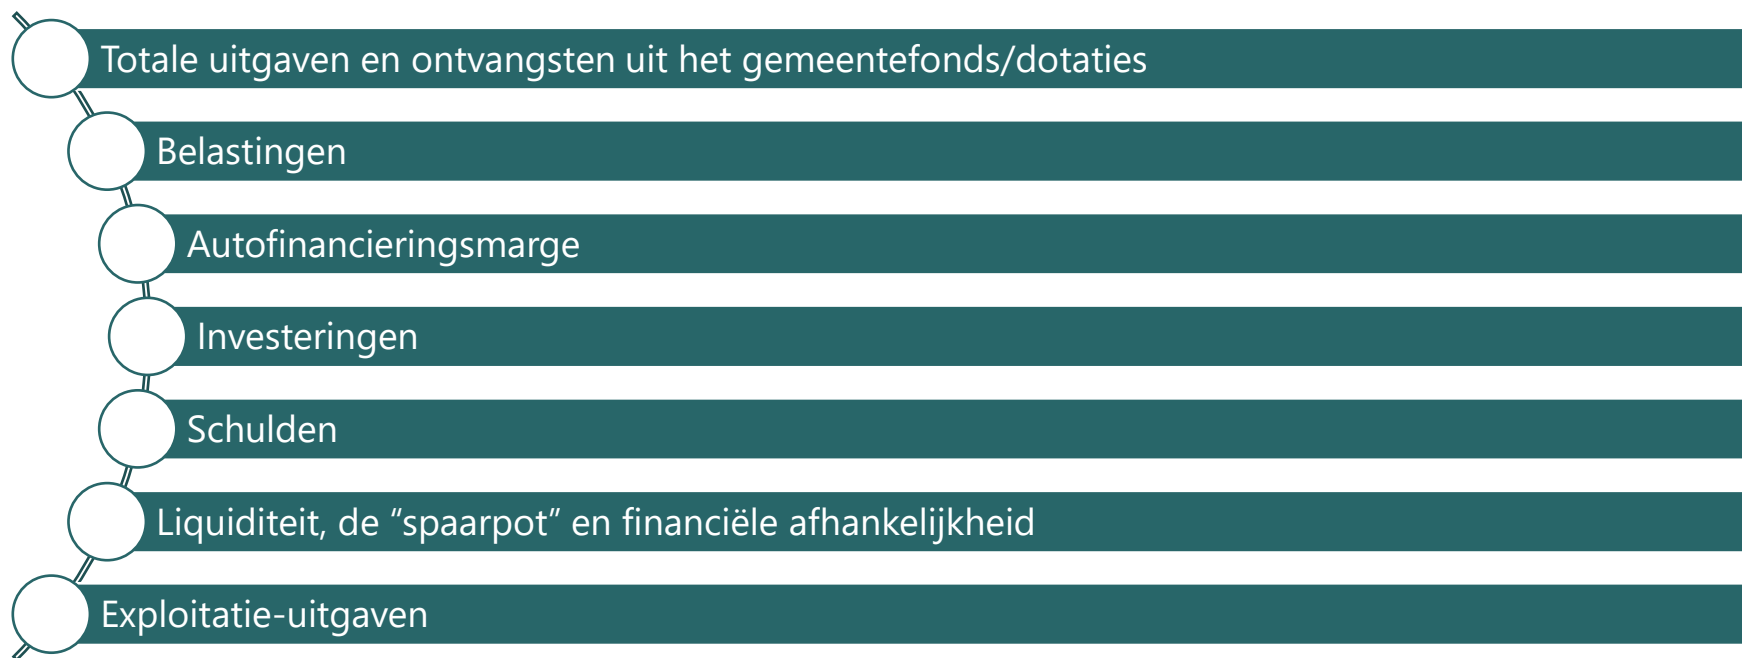 Totale uitgaven en ontvangsten uit het gemeentefonds/dotaties
Belastingen
Autofinancieringsmarge
Investeringen
Schulden
Liquiditeit, de “spaarpot” en financiële afhankelijkheid
Exploitatie-uitgaven